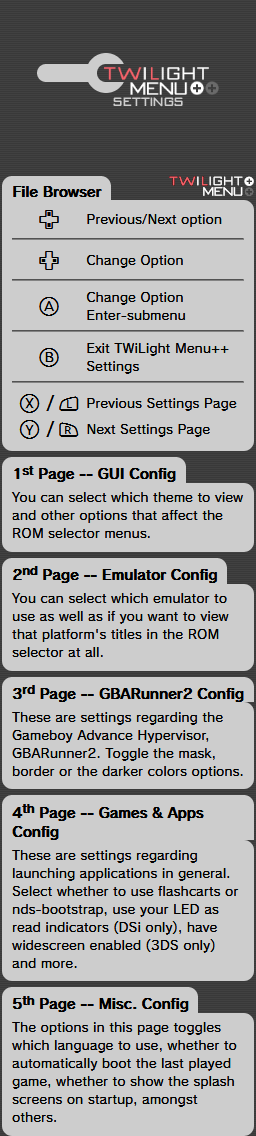 TWILIGHT
MENU++
SETTINGS
TWILIGHT
MENU++
File Browser
Previous/Next option
Change Option
A Change Option
Enter-submenu
B Exit TWiLight Menu++
Settings
X / L Previous Settings Page
Y / R Next Settings Page
1st Page -- GUI Config
You can select which theme to view
and other options that affect the
ROM selector menus.
2nd Page -- Emulator Config
You can select which emulator to
use as well as if you want to view
that platform's titles in the ROM
selector at all.
3rd Page -- GBARunner2 Config
These are settings regarding the
Gameboy Advance Hypervisor,
GBARunner2. Toggle the mask,
border or the darker colors options.
4th Page -- Games & Apps
Config
These are settings regarding
launching applications in general.
Select whether to use flashcarts or
nds-bootstrap, use your LED as
read indicators (DSi only), have
widescreen enabled (3DS only)
and more.
5th Page -- Misc. Config
The options in this page toggles
which language to use, whether to
automatically boot the last played
game, whether to show the splash
screens on startup, amongst
others.